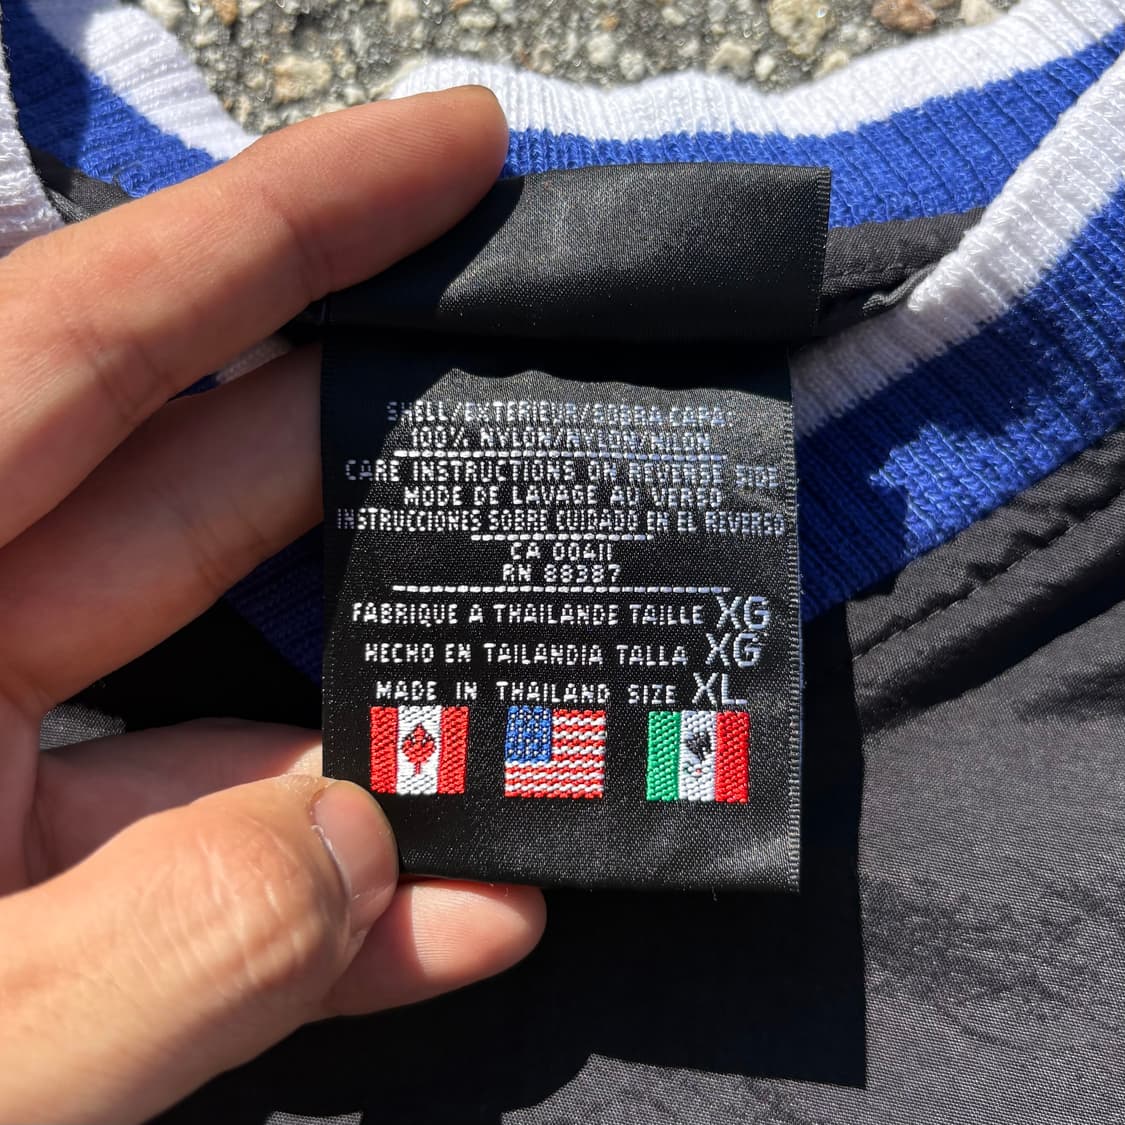 SHELL/EXTERIEUR/SOBRA CAPA:
100% NYLON/NYLON/NILON
CARE INSTRUCTIONS ON REVERSE SIDE
MODE DE LAVAGE AU VERSO
INSTRUCCIONES SOBRE CUIDADO EN EL REVERSO
CA 00411
RN 88387
FABRIQUE A THAILANDE TAILLE XG
HECHO EN TAILANDIA TALLA XG
MADE IN THAILAND SIZE XL